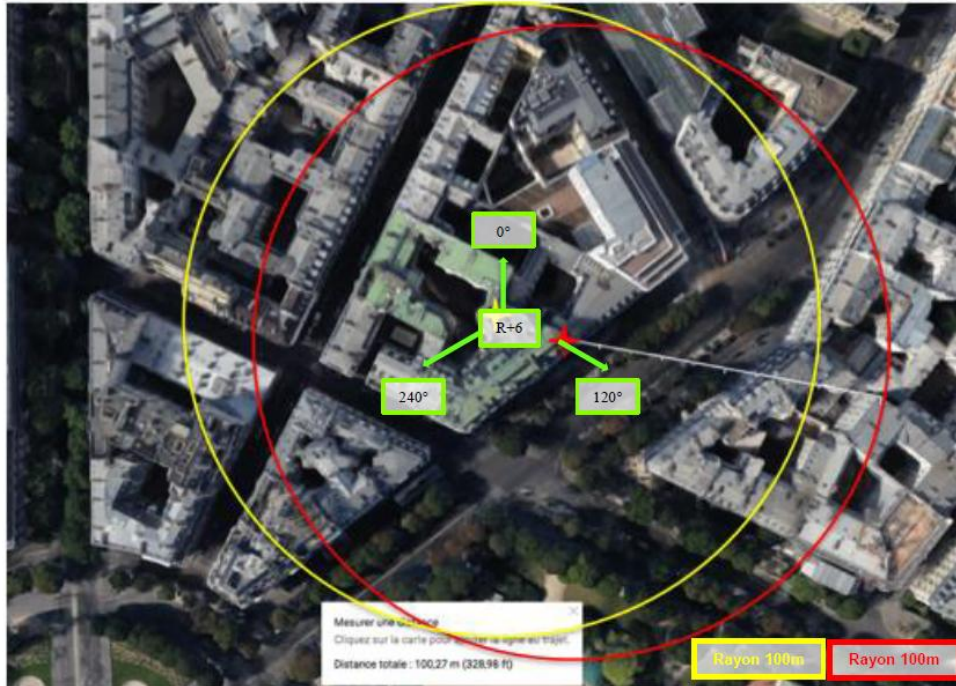 0°
R+6
240°
120°
Mesurer une distance
Cliquez sur la carte pour ajouter la ligne au trajet.
Distance totale : 100,27 m (328,98 ft)
Rayon 100m
Rayon 100m